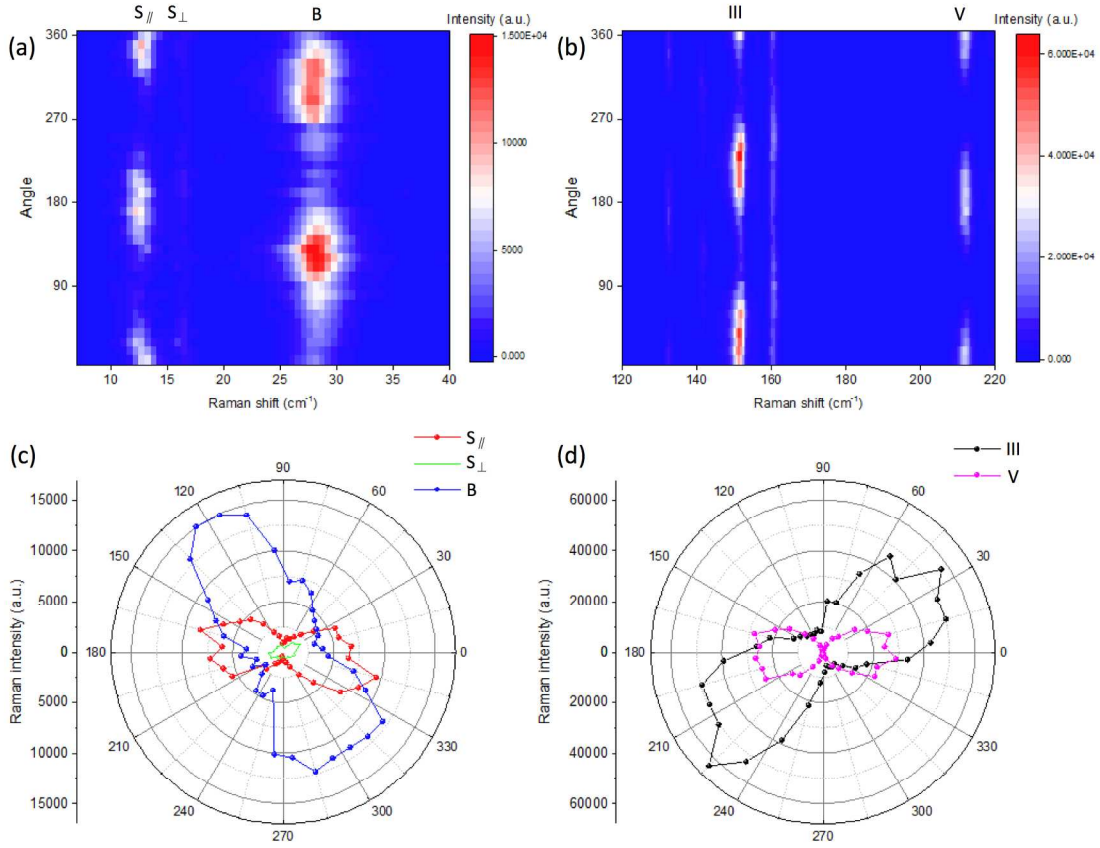 S∥ S⊥ B
(a)
Intensity (a.u.)
1.500E+04
10000
5000
0.000
360
270
180
90
Angle
10 15 20 25 30 35 40
Raman shift (cm⁻¹)
III V
(b)
Intensity (a.u.)
6.000E+04
4.000E+04
2.000E+04
0.000
360
270
180
90
Angle
120 140 160 180 200 220
Raman shift (cm⁻¹)
(c)
S∥
S⊥
B
15000
10000
5000
0
5000
10000
15000
Raman intensity (a.u.)
90
120 60
150 30
180 0
210 330
240 300
270
(d)
III
V
60000
40000
20000
0
20000
40000
60000
Raman intensity (a.u.)
90
120 60
150 30
180 0
210 330
240 300
270